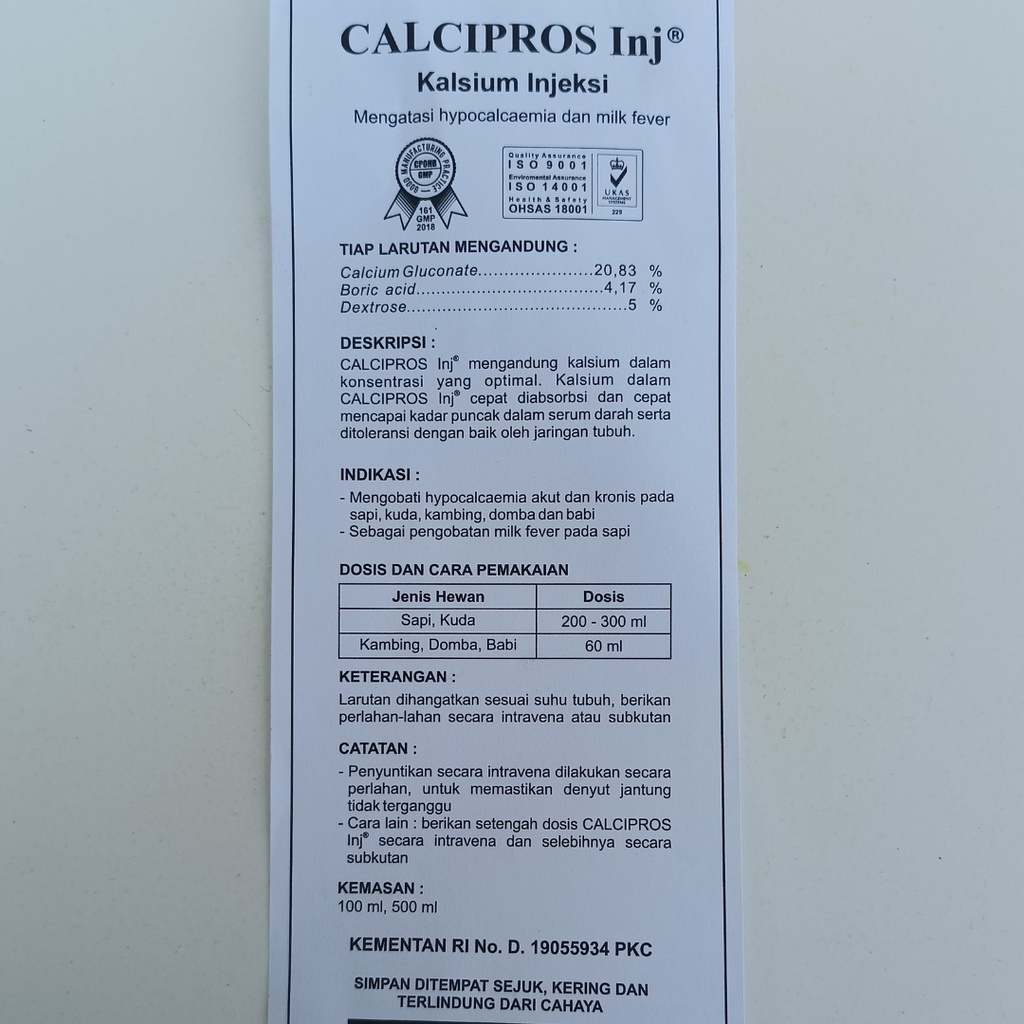 CALCIPROS Inj®
Kalsium Injeksi
Mengatasi hypocalcaemia dan milk fever
GOOD MANUFACTURING PRACTICE
CPOHB
GMP
161
GMP
2018
Quality Assurance
ISO 9001
Enviromental Assurance
ISO 14001
Health & Safety
OHSAS 18001
UKAS
MANAGEMENT
SYSTEMS
229
TIAP LARUTAN MENGANDUNG :
Calcium Gluconate......................20,83 %
Boric acid....................................4,17 %
Dextrose.........................................5 %
DESKRIPSI :
CALCIPROS Inj® mengandung kalsium dalam
konsentrasi yang optimal. Kalsium dalam
CALCIPROS Inj® cepat diabsorbsi dan cepat
mencapai kadar puncak dalam serum darah serta
ditoleransi dengan baik oleh jaringan tubuh.
INDIKASI :
- Mengobati hypocalcaemia akut dan kronis pada
sapi, kuda, kambing, domba dan babi
- Sebagai pengobatan milk fever pada sapi
DOSIS DAN CARA PEMAKAIAN
Jenis Hewan Dosis
Sapi, Kuda 200 - 300 ml
Kambing, Domba, Babi 60 ml
KETERANGAN :
Larutan dihangatkan sesuai suhu tubuh, berikan
perlahan-lahan secara intravena atau subkutan
CATATAN :
- Penyuntikan secara intravena dilakukan secara
perlahan, untuk memastikan denyut jantung
tidak terganggu
- Cara lain : berikan setengah dosis CALCIPROS
Inj® secara intravena dan selebihnya secara
subkutan
KEMASAN :
100 ml, 500 ml
KEMENTAN RI No. D. 19055934 PKC
SIMPAN DITEMPAT SEJUK, KERING DAN
TERLINDUNG DARI CAHAYA